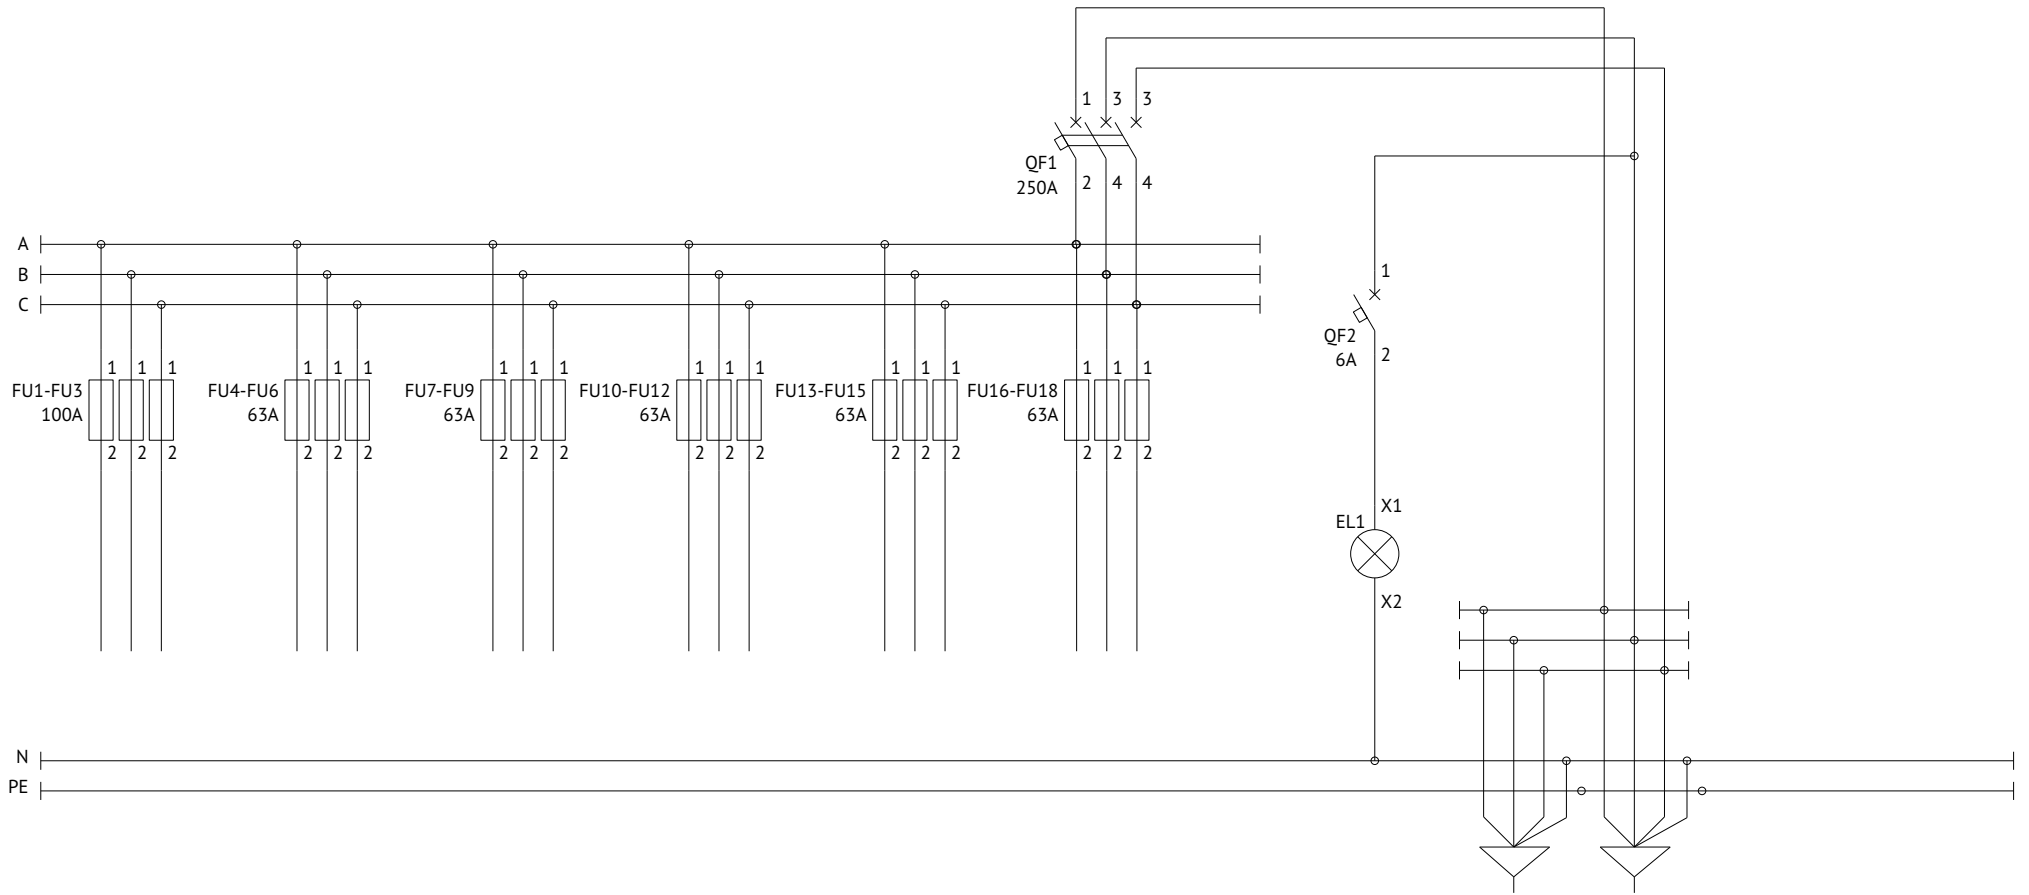 1 3 3
QF1
250A
2 4 4
A
B
C
1
QF2
6A
2
1 1 1 1 1 1 1 1 1 1 1 1 1 1 1 1 1 1
FU1-FU3 FU4-FU6 FU7-FU9 FU10-FU12 FU13-FU15 FU16-FU18
100A 63A 63A 63A 63A 63A
2 2 2 2 2 2 2 2 2 2 2 2 2 2 2 2 2 2
X1
EL1
X2
N
PE